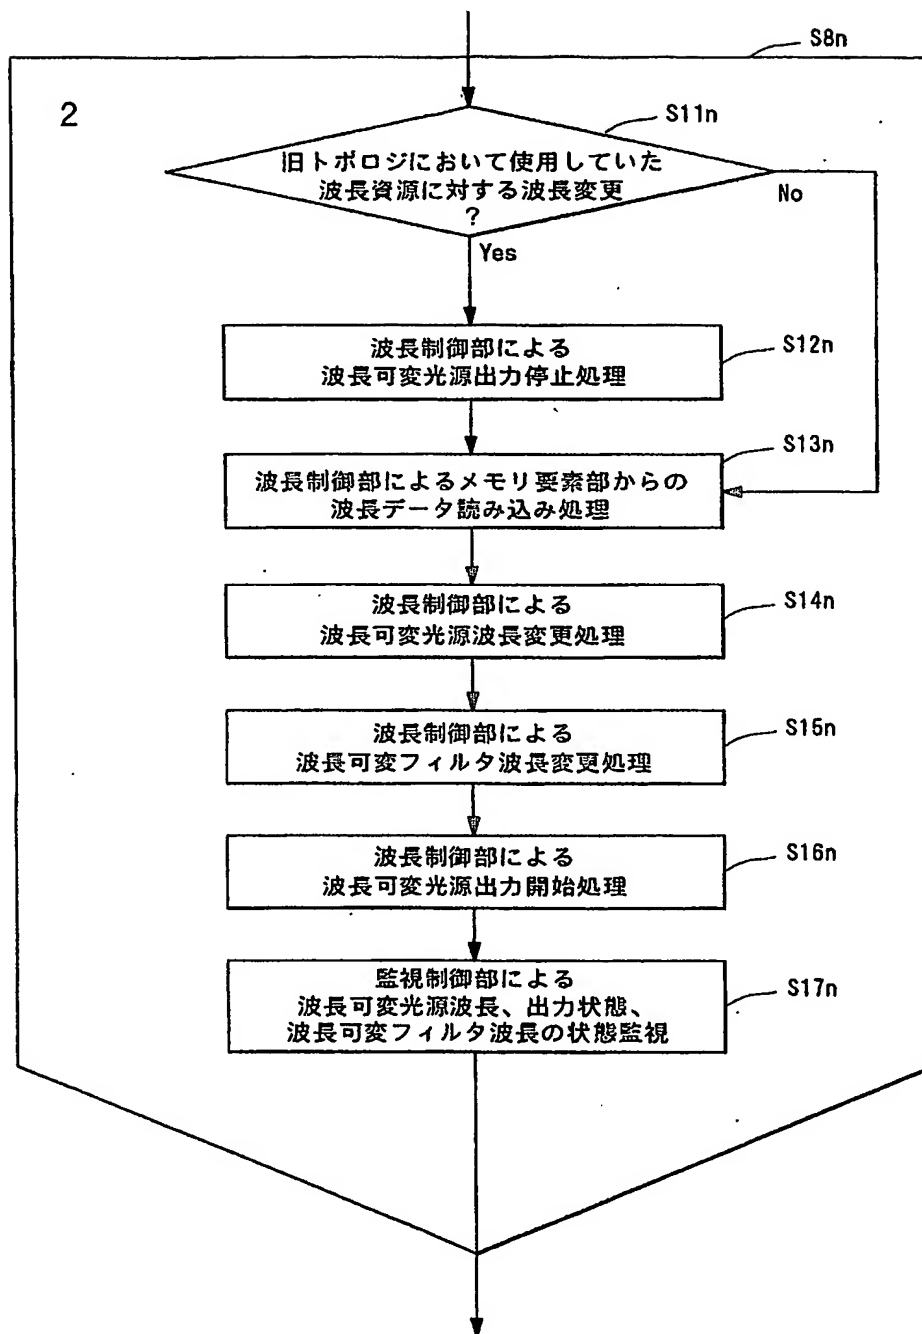 S8n
2
S11n
旧トポロジにおいて使用していた
波長資源に対する波長変更
?
No
Yes
波長制御部による
波長可変光源出力停止処理
S12n
S13n
波長制御部によるメモリ要素部からの
波長データ読み込み処理
波長制御部による
波長可変光源波長変更処理
S14n
波長制御部による
波長可変フィルタ波長変更処理
S15n
波長制御部による
波長可変光源出力開始処理
S16n
監視制御部による
波長可変光源波長、出力状態、
波長可変フィルタ波長の状態監視
S17n